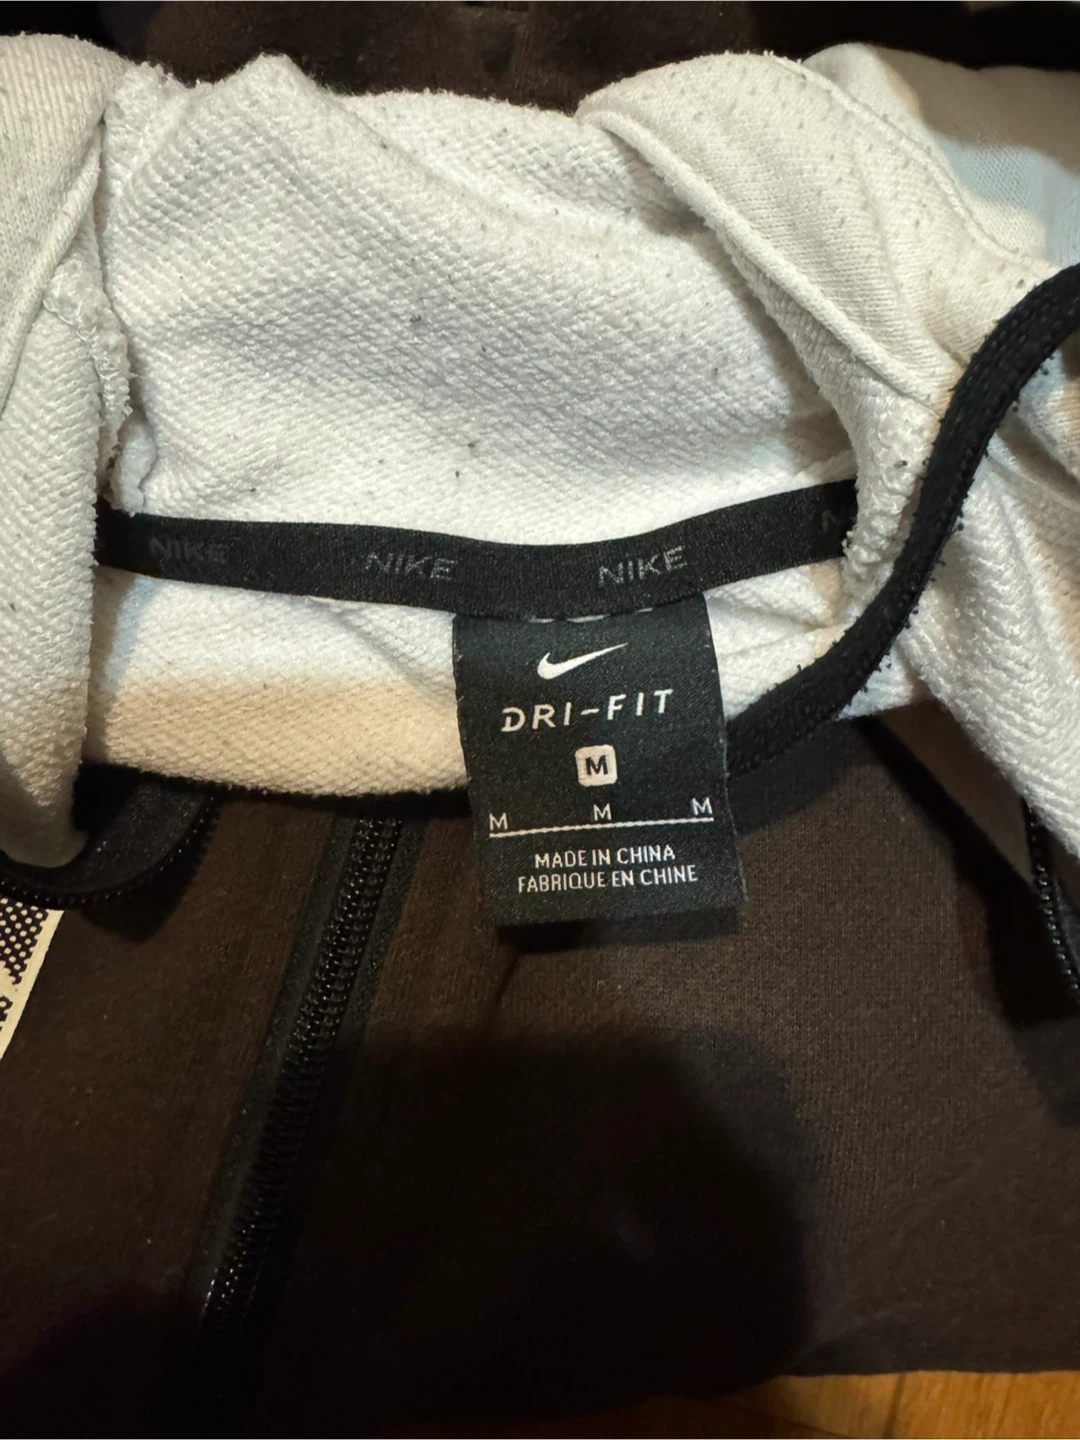 NIKE NIKE NIKE N
DRI-FIT
M
M M M
MADE IN CHINA
FABRIQUE EN CHINE